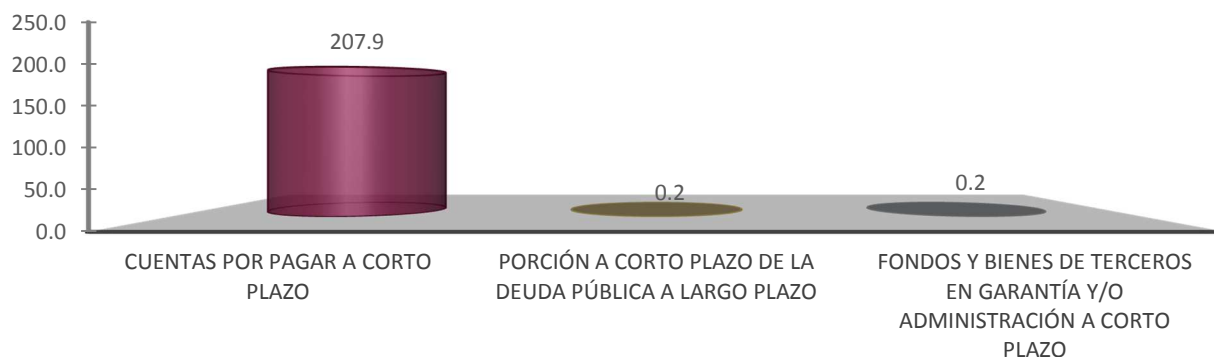 250.0
200.0
150.0
100.0
50.0
0.0
207.9
0.2
0.2
CUENTAS POR PAGAR A CORTO
PLAZO
PORCIÓN A CORTO PLAZO DE LA
DEUDA PÚBLICA A LARGO PLAZO
FONDOS Y BIENES DE TERCEROS
EN GARANTÍA Y/O
ADMINISTRACIÓN A CORTO
PLAZO